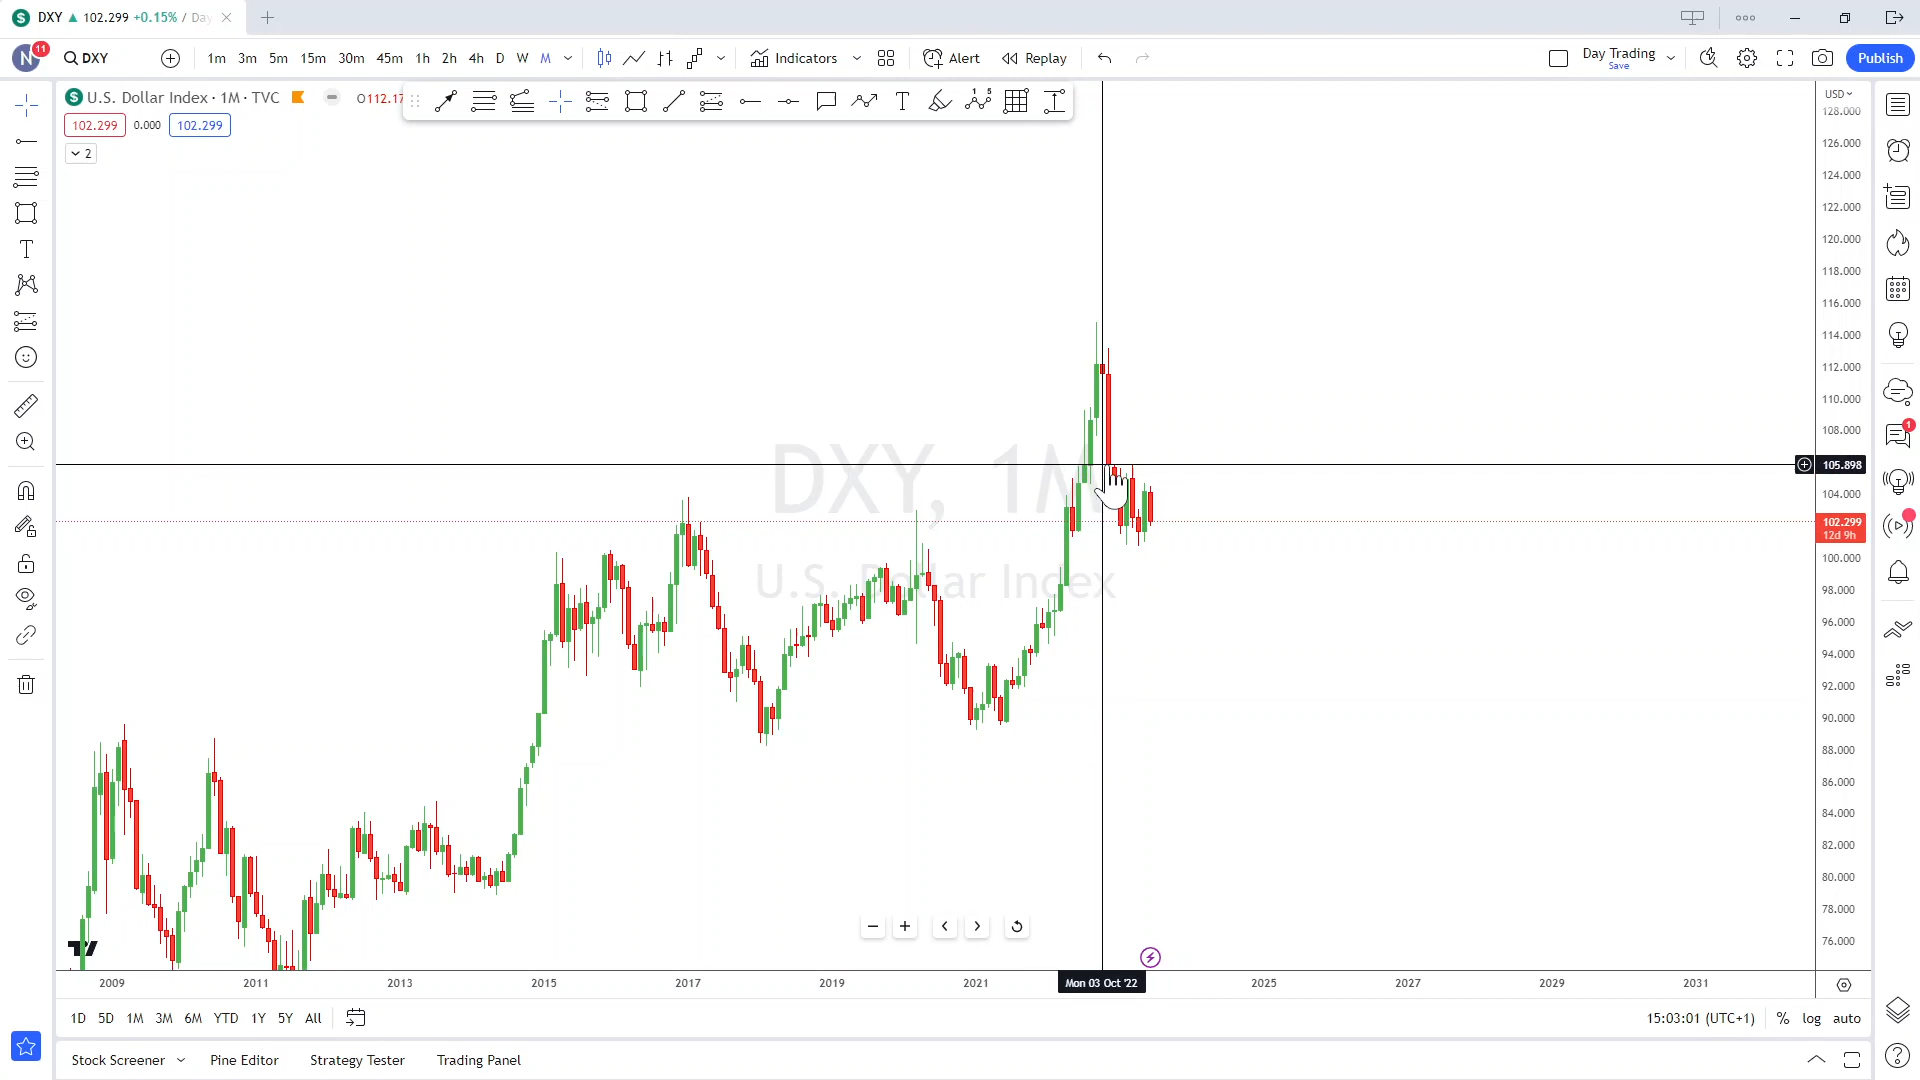 DXY ▲ 102.299 +0.15% / Day
N 11 DXY 1m 3m 5m 15m 30m 45m 1h 2h 4h D W M Indicators Alert Replay Day Trading Save Publish
U.S. Dollar Index · 1M · TVC O112.17
102.299 0.000 102.299
2
USD
128.000
126.000
124.000
122.000
120.000
118.000
116.000
114.000
112.000
110.000
108.000
105.898
104.000
102.299
12d 9h
100.000
98.000
96.000
94.000
92.000
90.000
88.000
86.000
84.000
82.000
80.000
78.000
76.000
DXY, 1M
U.S. Dollar Index
1
2009 2011 2013 2015 2017 2019 2021 Mon 03 Oct '22 2025 2027 2029 2031
1D 5D 1M 3M 6M YTD 1Y 5Y All 15:03:01 (UTC+1) % log auto
Stock Screener Pine Editor Strategy Tester Trading Panel